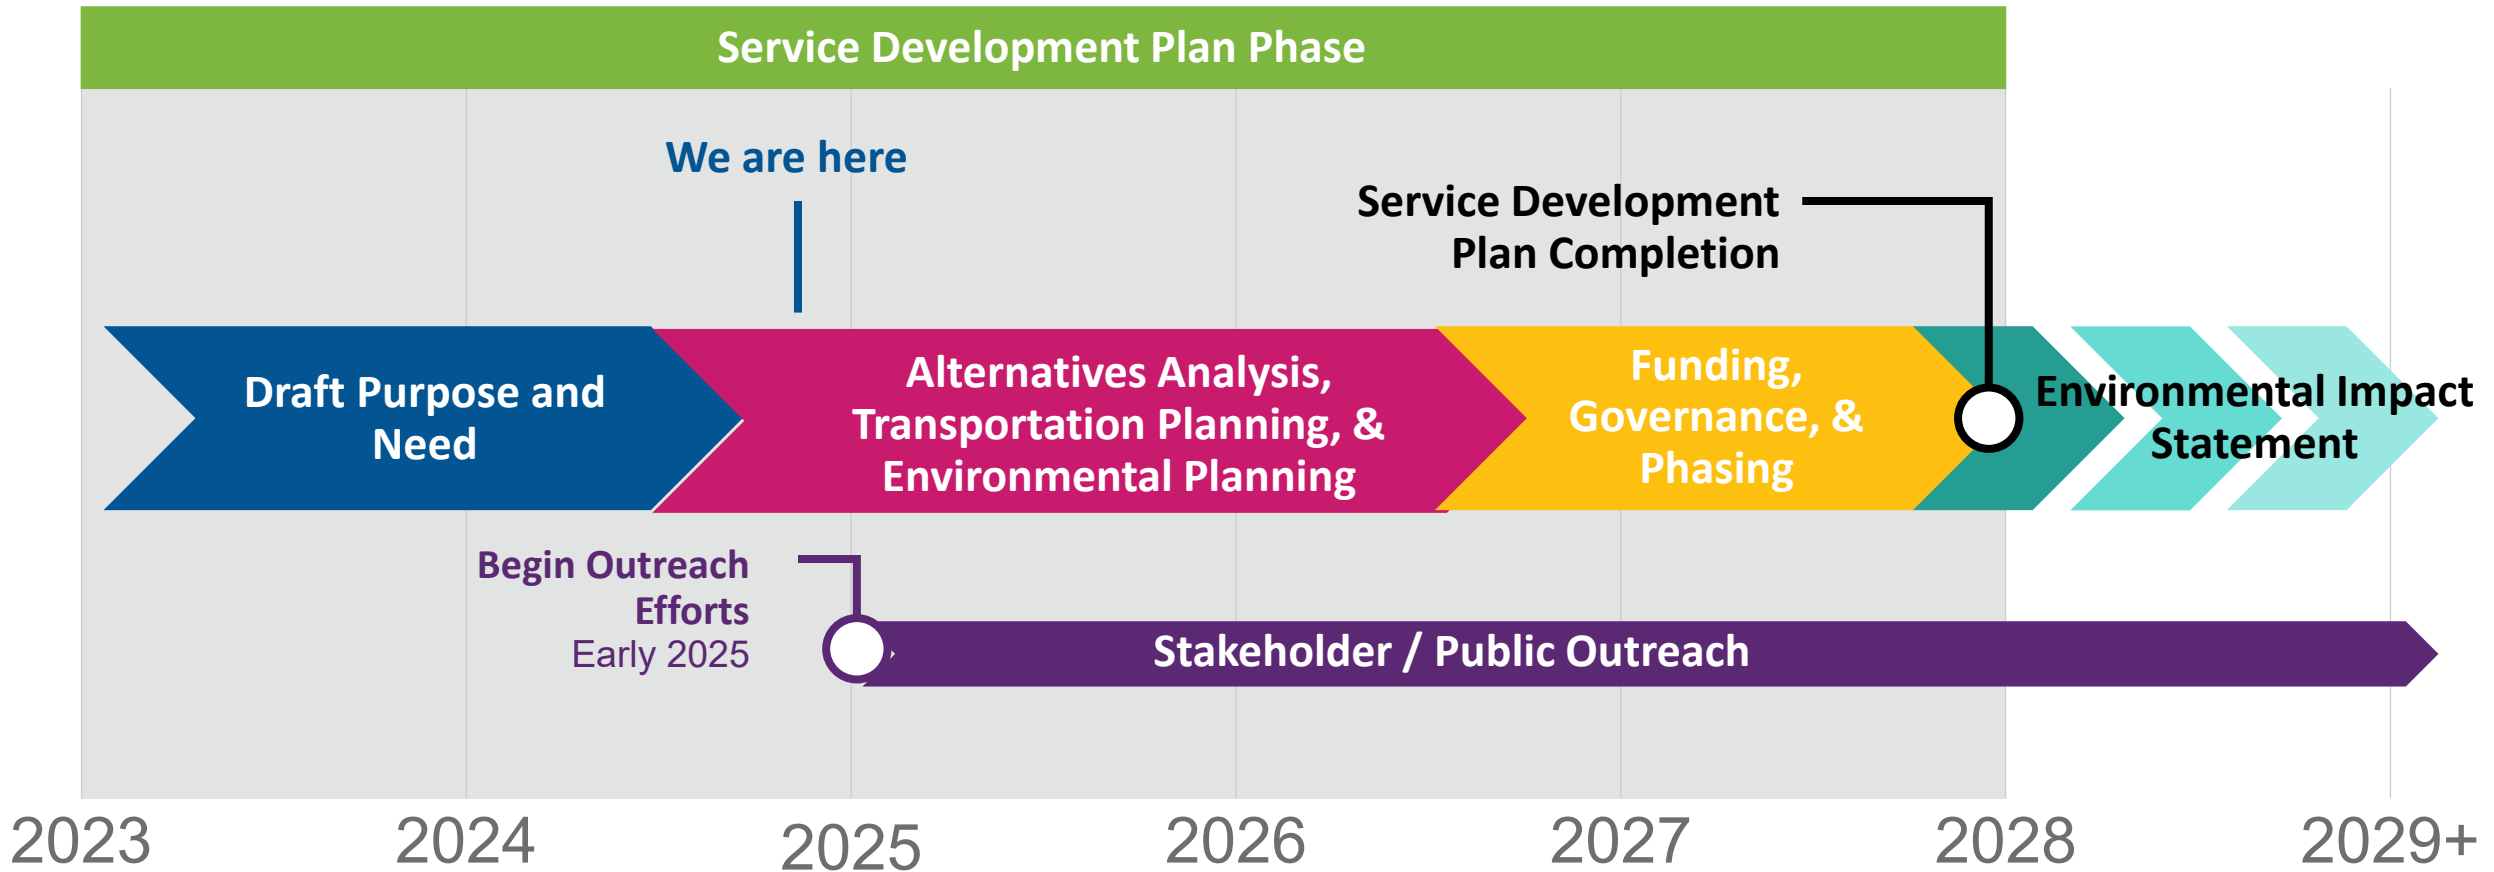 Service Development Plan Phase
We are here
Service Development
Plan Completion
Draft Purpose and
Need
Alternatives Analysis,
Transportation Planning, &
Environmental Planning
Funding,
Governance, &
Phasing
Environmental Impact
Statement
Begin Outreach
Efforts
Early 2025
Stakeholder / Public Outreach
2023
2024
2025
2026
2027
2028
2029+